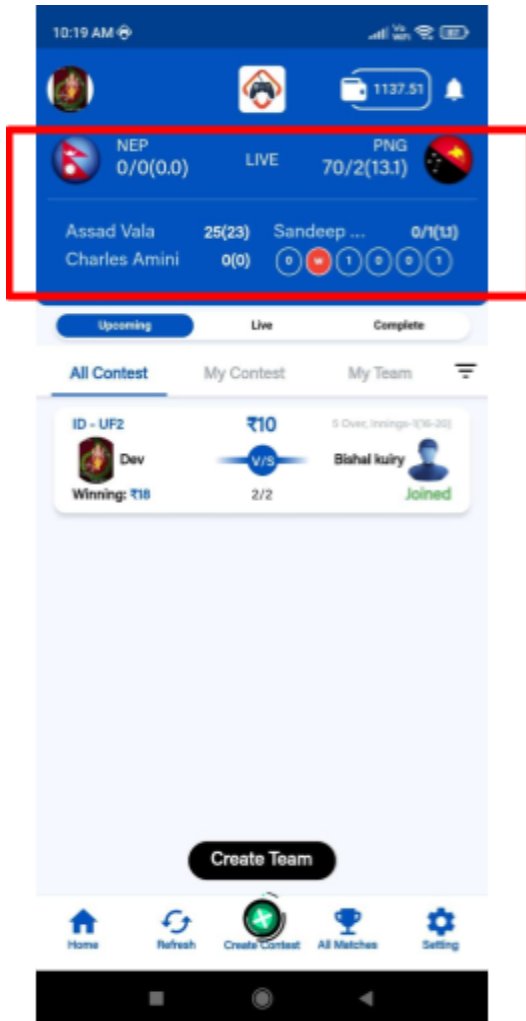 10:19 AM
1137.51
NEP LIVE PNG
0/0(0.0) 70/2(13.1)
Assad Vala 25(23) Sandeep ... 0/1(1.1)
Charles Amini 0(0) 0 W 1 0 0 1
Upcoming Live Complete
All Contest My Contest My Team
ID - UF2 ₹10 5 Over, Innings-1(16-20)
Dev V/S Bishal kuiry
Winning: ₹18 2/2 Joined
Create Team
Home Refresh Create Contest All Matches Setting